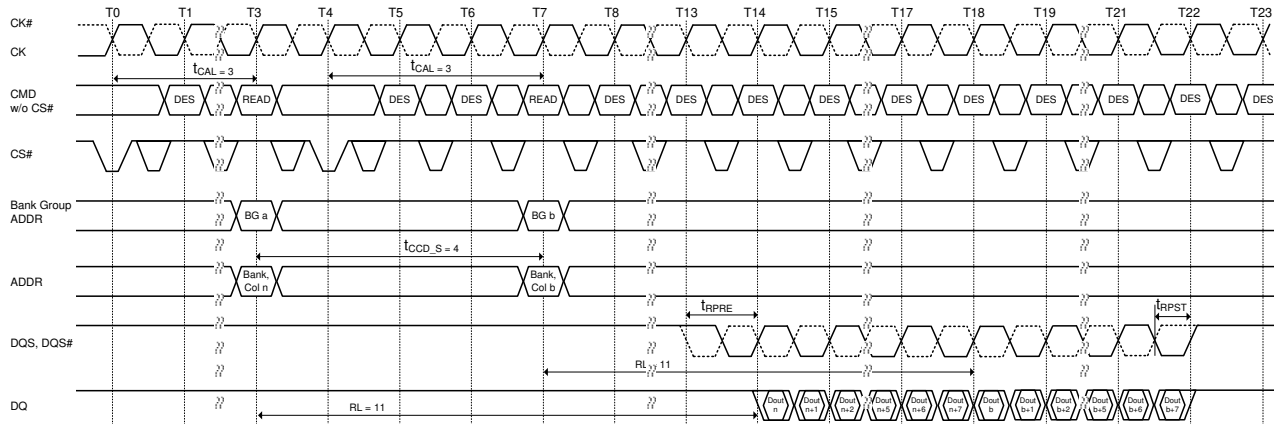 T0 T1 T3 T4 T5 T6 T7 T8 T13 T14 T15 T17 T18 T19 T21 T22 T23
CK#
CK
tCAL = 3 tCAL = 3
CMD
w/o CS#
DES READ DES DES READ DES DES DES DES DES DES DES DES DES DES
CS#
Bank Group
ADDR
BG a BG b
tCCD_S = 4
ADDR
Bank,
Col n
Bank,
Col b
tRPRE tRPST
DQS, DQS#
RL = 11
DQ
RL = 11
Dout
n
Dout
n+1
Dout
n+2
Dout
n+5
Dout
n+6
Dout
n+7
Dout
b
Dout
b+1
Dout
b+2
Dout
b+5
Dout
b+6
Dout
b+7